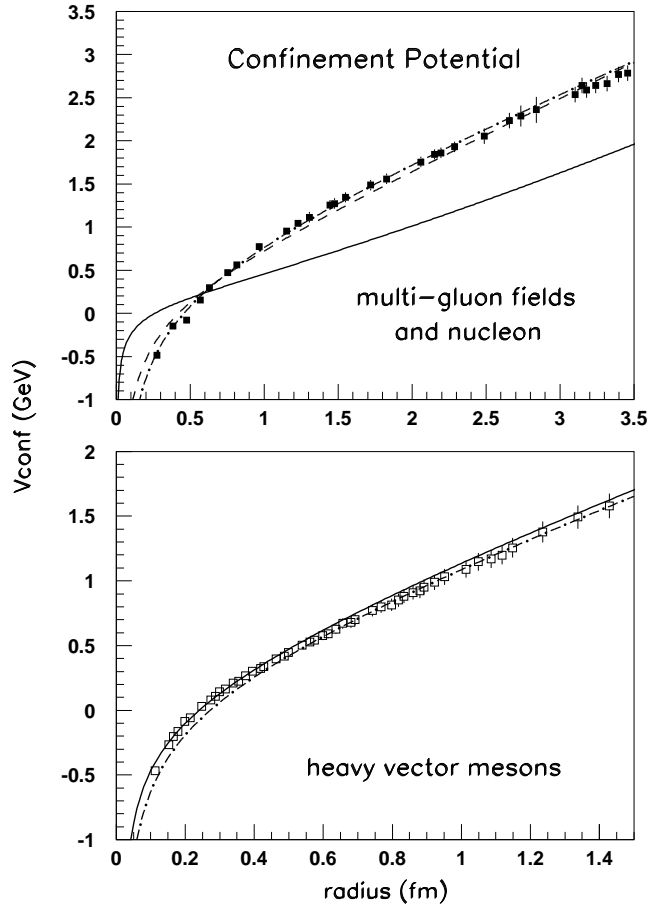 3.5
Confinement Potential
3
2.5
2
1.5
1
0.5
multi-gluon fields
0
and nucleon
-0.5
-1
0 0.5 1 1.5 2 2.5 3 3.5
Vconf (GeV)
2
1.5
1
0.5
0
heavy vector mesons
-0.5
-1
0 0.2 0.4 0.6 0.8 1 1.2 1.4
radius (fm)